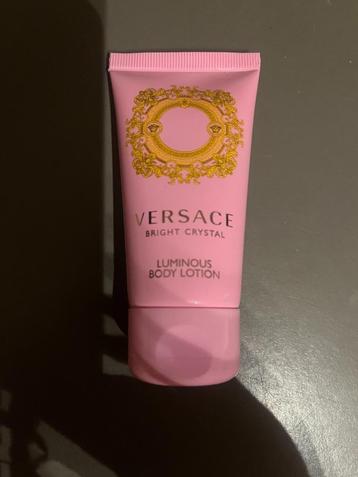 VERSACE
BRIGHT CRYSTAL
LUMINOUS
BODY LOTION